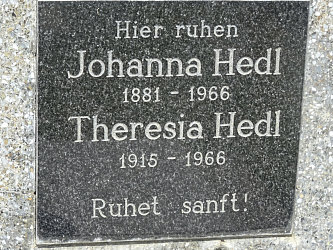 Hier ruhen
Johanna Hedl
1881 - 1966
Theresia Hedl
1915 - 1966
Ruhet sanft!